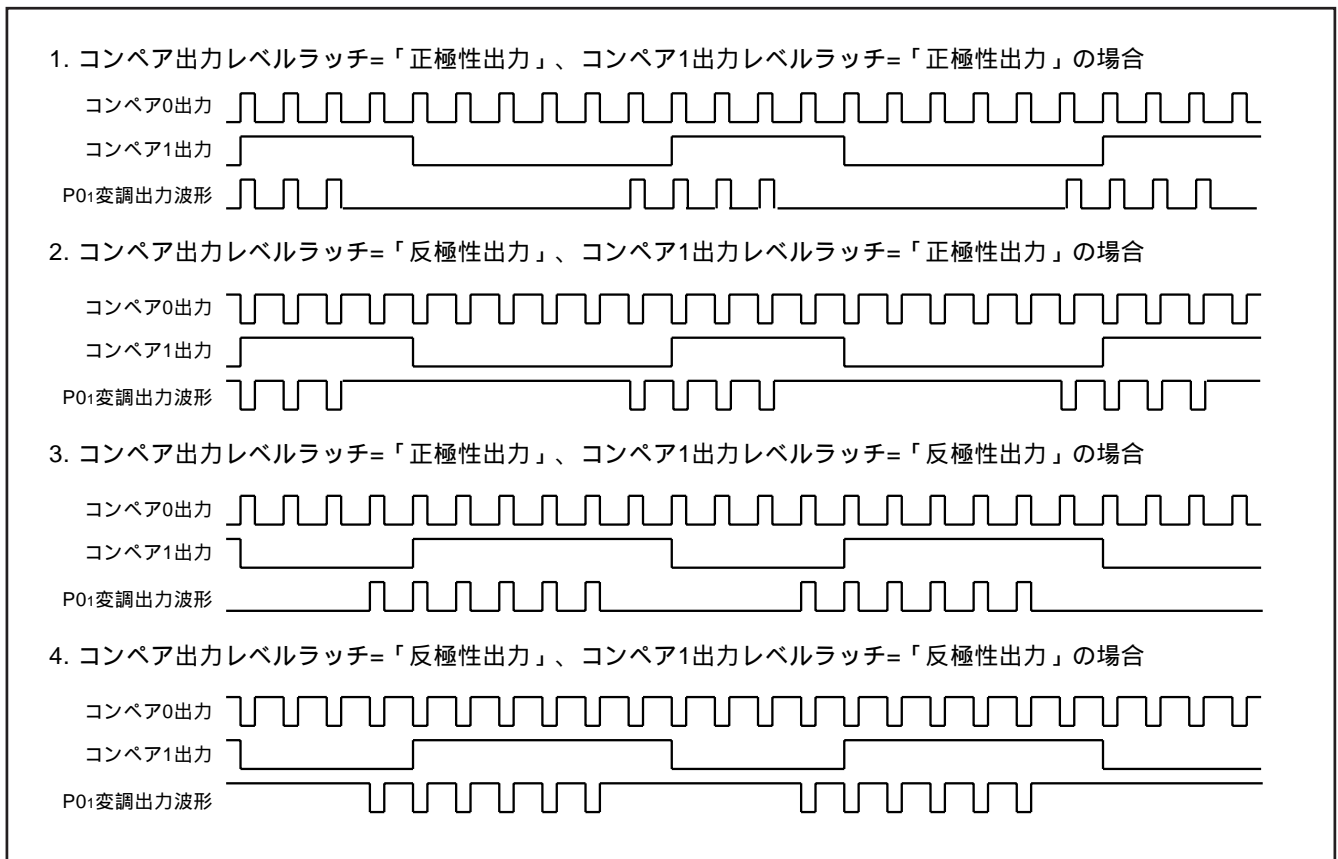 1. コンペア出力レベルラッチ=「正極性出力」、コンペア1出力レベルラッチ=「正極性出力」の場合
コンペア0出力
コンペア1出力
P01変調出力波形
2. コンペア出力レベルラッチ=「反極性出力」、コンペア1出力レベルラッチ=「正極性出力」の場合
コンペア0出力
コンペア1出力
P01変調出力波形
3. コンペア出力レベルラッチ=「正極性出力」、コンペア1出力レベルラッチ=「反極性出力」の場合
コンペア0出力
コンペア1出力
P01変調出力波形
4. コンペア出力レベルラッチ=「反極性出力」、コンペア1出力レベルラッチ=「反極性出力」の場合
コンペア0出力
コンペア1出力
P01変調出力波形